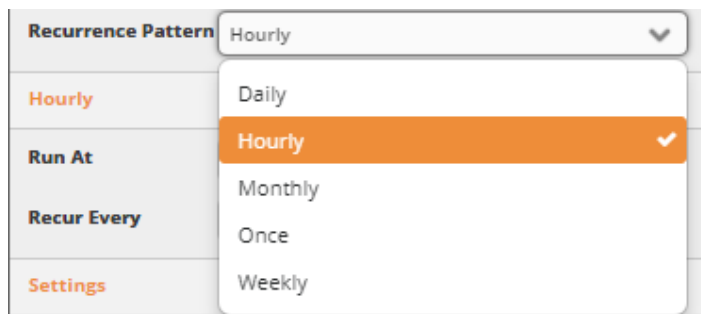 Recurrence Pattern Hourly
Hourly
Daily
Hourly
Run At
Monthly
Recur Every
Once
Settings
Weekly